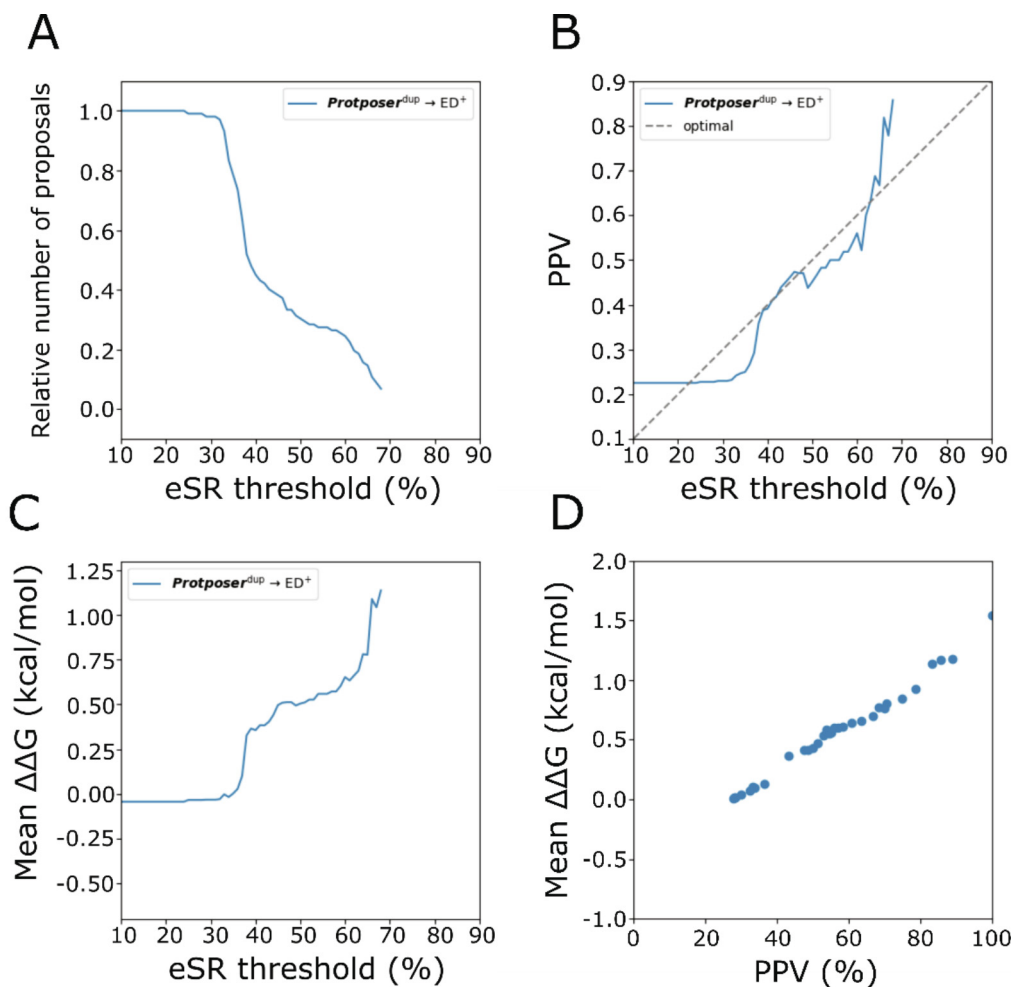 A
Relative number of proposals
1.0
0.8
0.6
0.4
0.2
0.0
Protposer^dup → ED⁺
10 20 30 40 50 60 70 80 90
eSR threshold (%)
B
PPV
0.9
0.8
0.7
0.6
0.5
0.4
0.3
0.2
0.1
Protposer^dup → ED⁺
optimal
10 20 30 40 50 60 70 80 90
eSR threshold (%)
C
Mean ΔΔG (kcal/mol)
1.25
1.00
0.75
0.50
0.25
0.00
-0.25
-0.50
Protposer^dup → ED⁺
10 20 30 40 50 60 70 80 90
eSR threshold (%)
D
Mean ΔΔG (kcal/mol)
2.0
1.5
1.0
0.5
0.0
-0.5
-1.0
0 20 40 60 80 100
PPV (%)